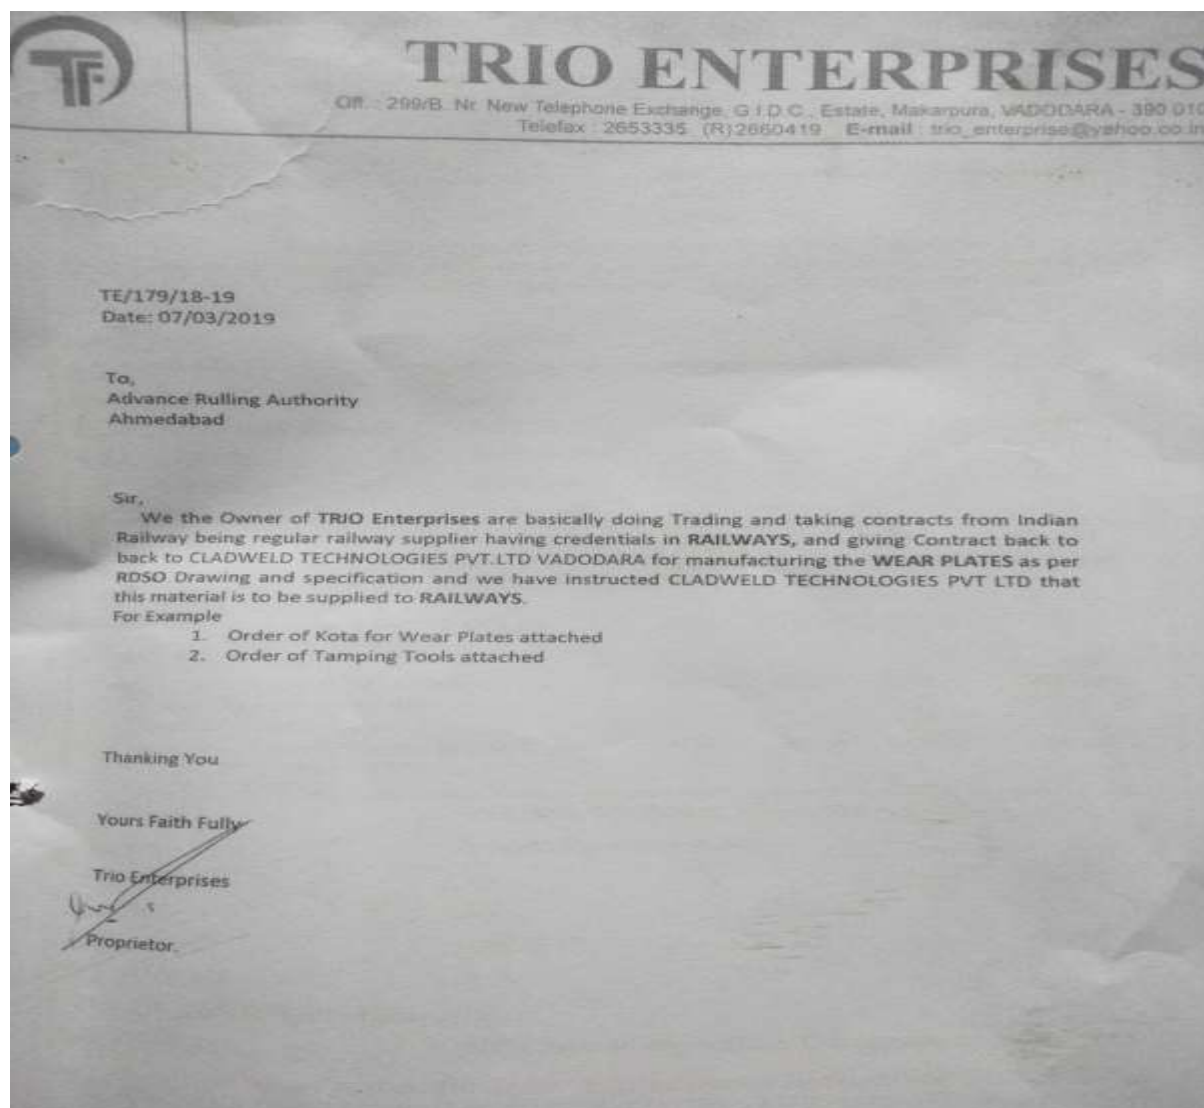 TF
TRIO ENTERPRISES
Off. : 299/B. Nr. New Telephone Exchange, G.I.D.C., Estate, Makarpura, VADODARA - 390 010
Telefax : 2653335 (R) 2660419 E-mail : trio_enterprise@yahoo.co.in
TE/179/18-19
Date: 07/03/2019
To,
Advance Rulling Authority
Ahmedabad
Sir,
We the Owner of TRIO Enterprises are basically doing Trading and taking contracts from Indian
Railway being regular railway supplier having credentials in RAILWAYS, and giving Contract back to
back to CLADWELD TECHNOLOGIES PVT.LTD VADODARA for manufacturing the WEAR PLATES as per
RDSO Drawing and specification and we have instructed CLADWELD TECHNOLOGIES PVT LTD that
this material is to be supplied to RAILWAYS.
For Example
1. Order of Kota for Wear Plates attached
2. Order of Tamping Tools attached
Thanking You
Yours Faith Fully
Trio Enterprises
Proprietor.